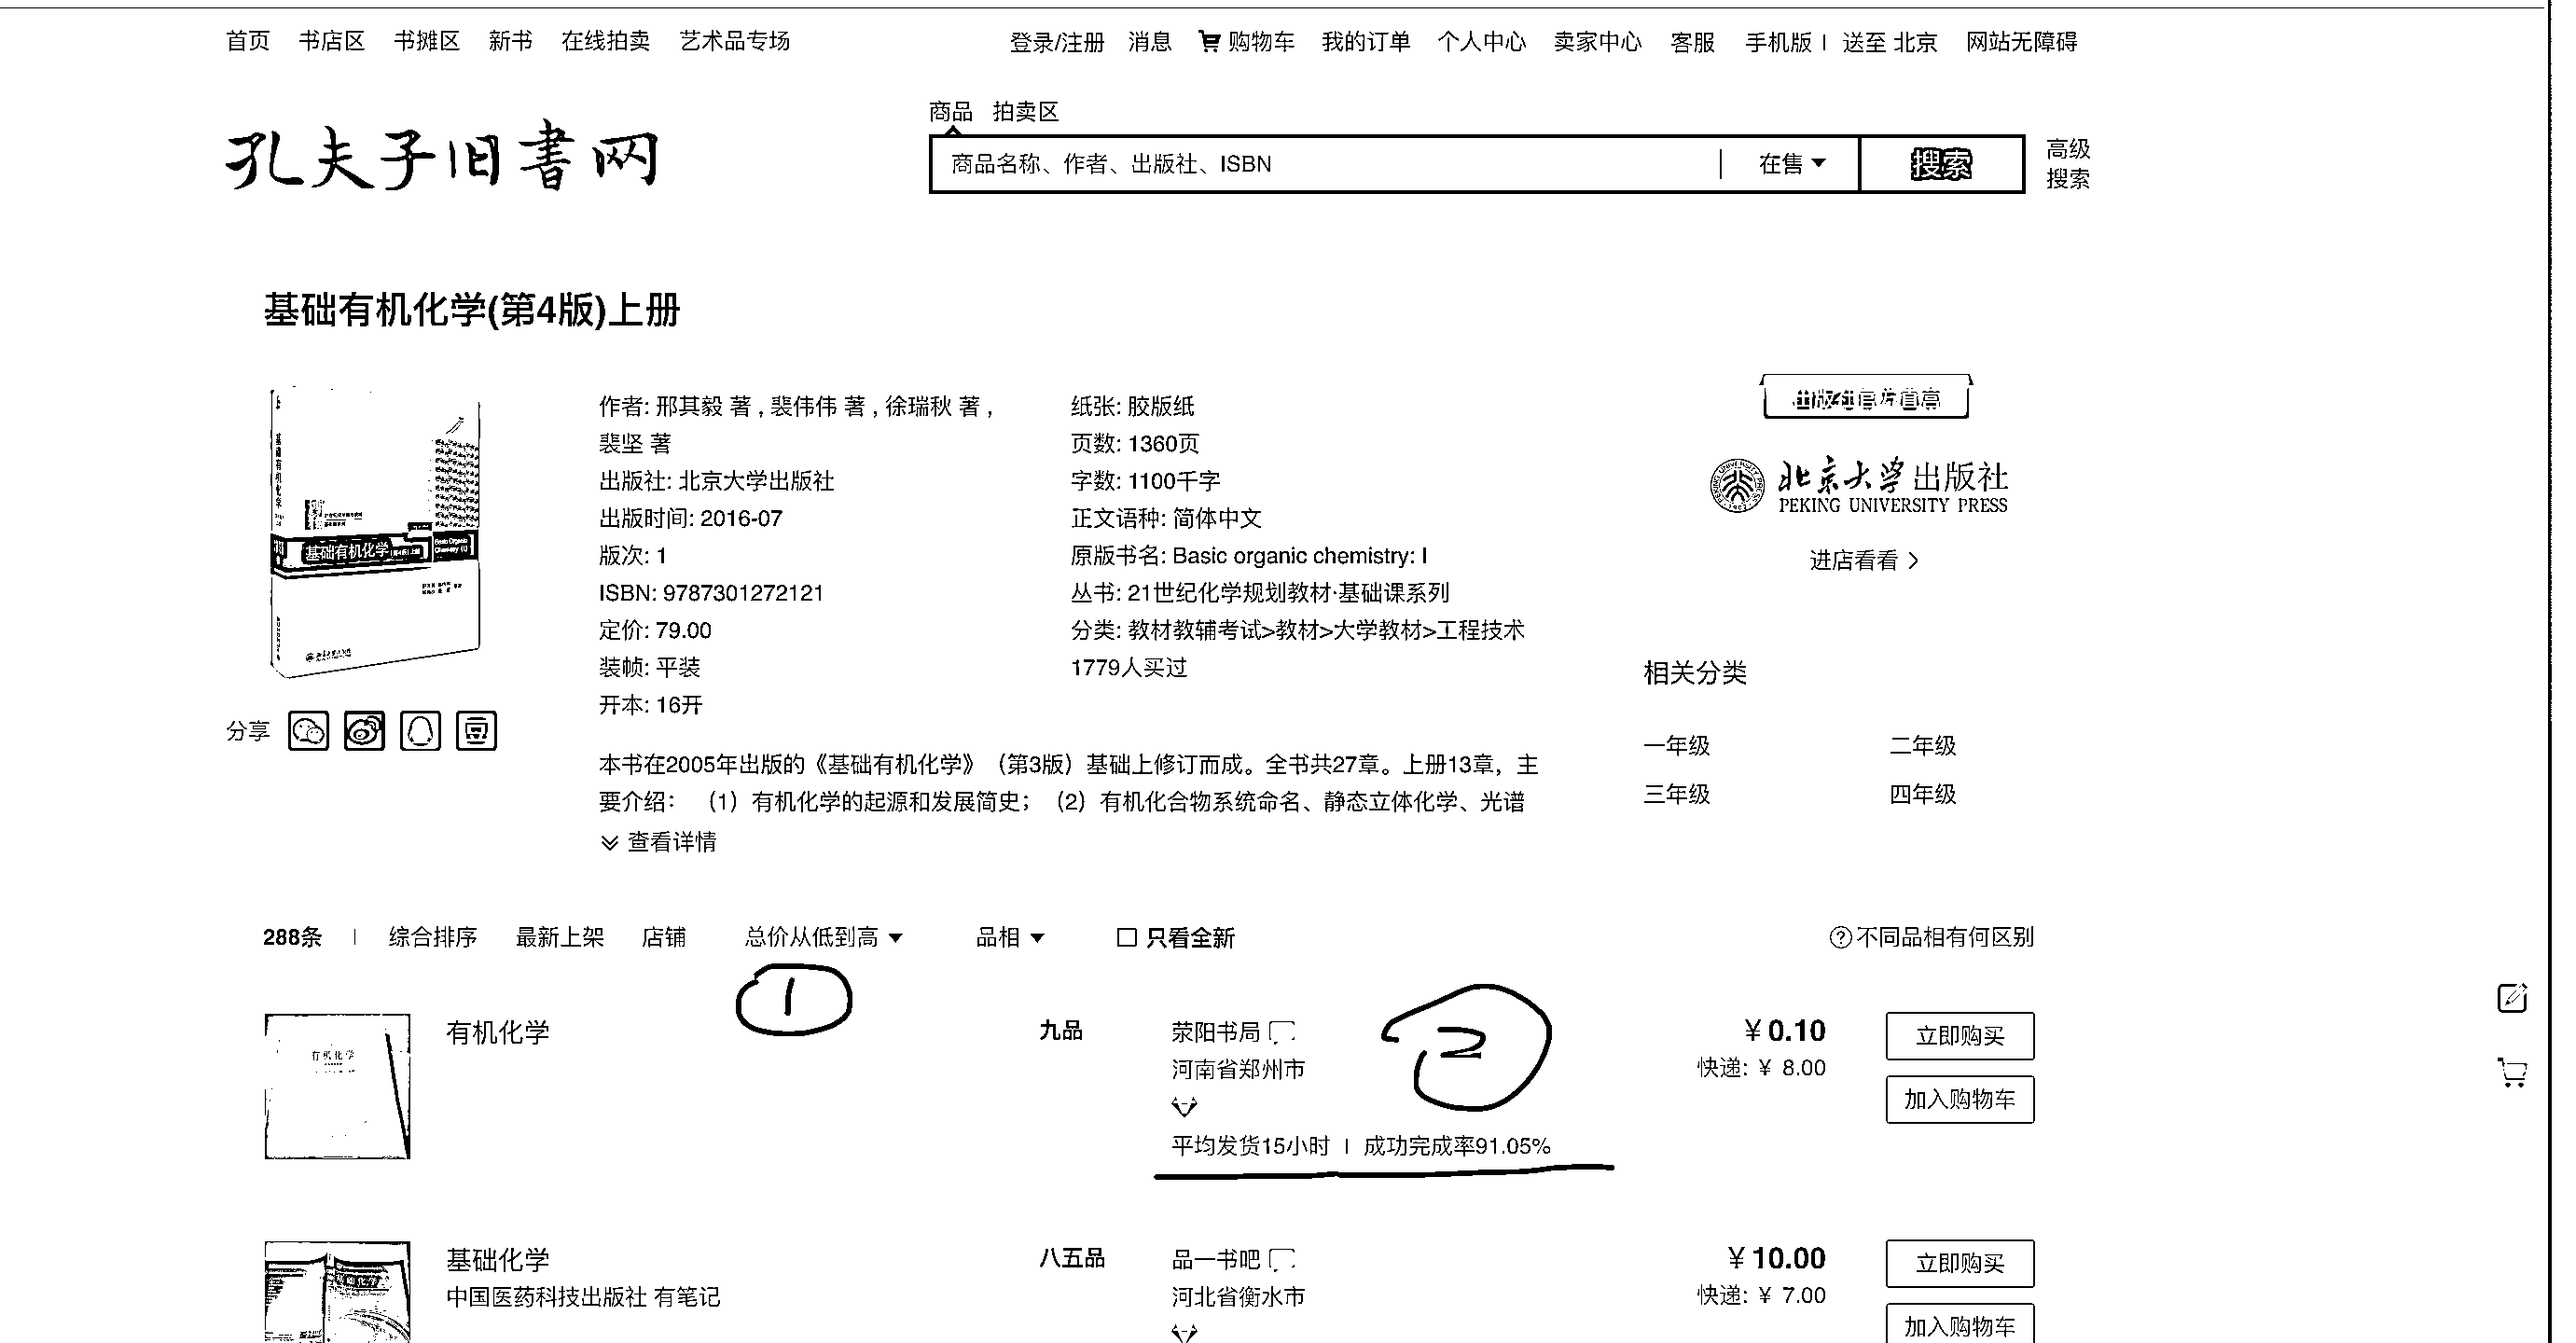 首页 书店区 书摊区 新书 在线拍卖 艺术品专场 登录/注册 消息 购物车 我的订单 个人中心 卖家中心 客服 手机版 | 送至 北京 网站无障碍
商品 拍卖区
孔夫子旧書网
商品名称、作者、出版社、ISBN 在售 搜索
高级
搜索
基础有机化学(第4版)上册
基础有机化学
作者: 邢其毅 著 , 裴伟伟 著 , 徐瑞秋 著 ,
裴坚 著
出版社: 北京大学出版社
出版时间: 2016-07
版次: 1
ISBN: 9787301272121
定价: 79.00
装帧: 平装
开本: 16开
纸张: 胶版纸
页数: 1360页
字数: 1100千字
正文语种: 简体中文
原版书名: Basic organic chemistry: I
丛书: 21世纪化学规划教材·基础课系列
分类: 教材教辅考试>教材>大学教材>工程技术
1779人买过
北京大学出版社
PEKING UNIVERSITY PRESS
进店看看
分享
豆
本书在2005年出版的《基础有机化学》（第3版）基础上修订而成。全书共27章。上册13章，主
要介绍：（1）有机化学的起源和发展简史；（2）有机化合物系统命名、静态立体化学、光谱
查看详情
相关分类
一年级 二年级
三年级 四年级
288条 | 综合排序 最新上架 店铺 总价从低到高 品相 只看全新 ?不同品相有何区别
1
2
有机化学
有机化学
九品
荥阳书局
河南省郑州市
平均发货15小时 | 成功完成率91.05%
¥0.10
快递: ¥ 8.00
立即购买
加入购物车
基础化学
中国医药科技出版社 有笔记
八五品
品一书吧
河北省衡水市
¥10.00
快递: ¥ 7.00
立即购买
加入购物车